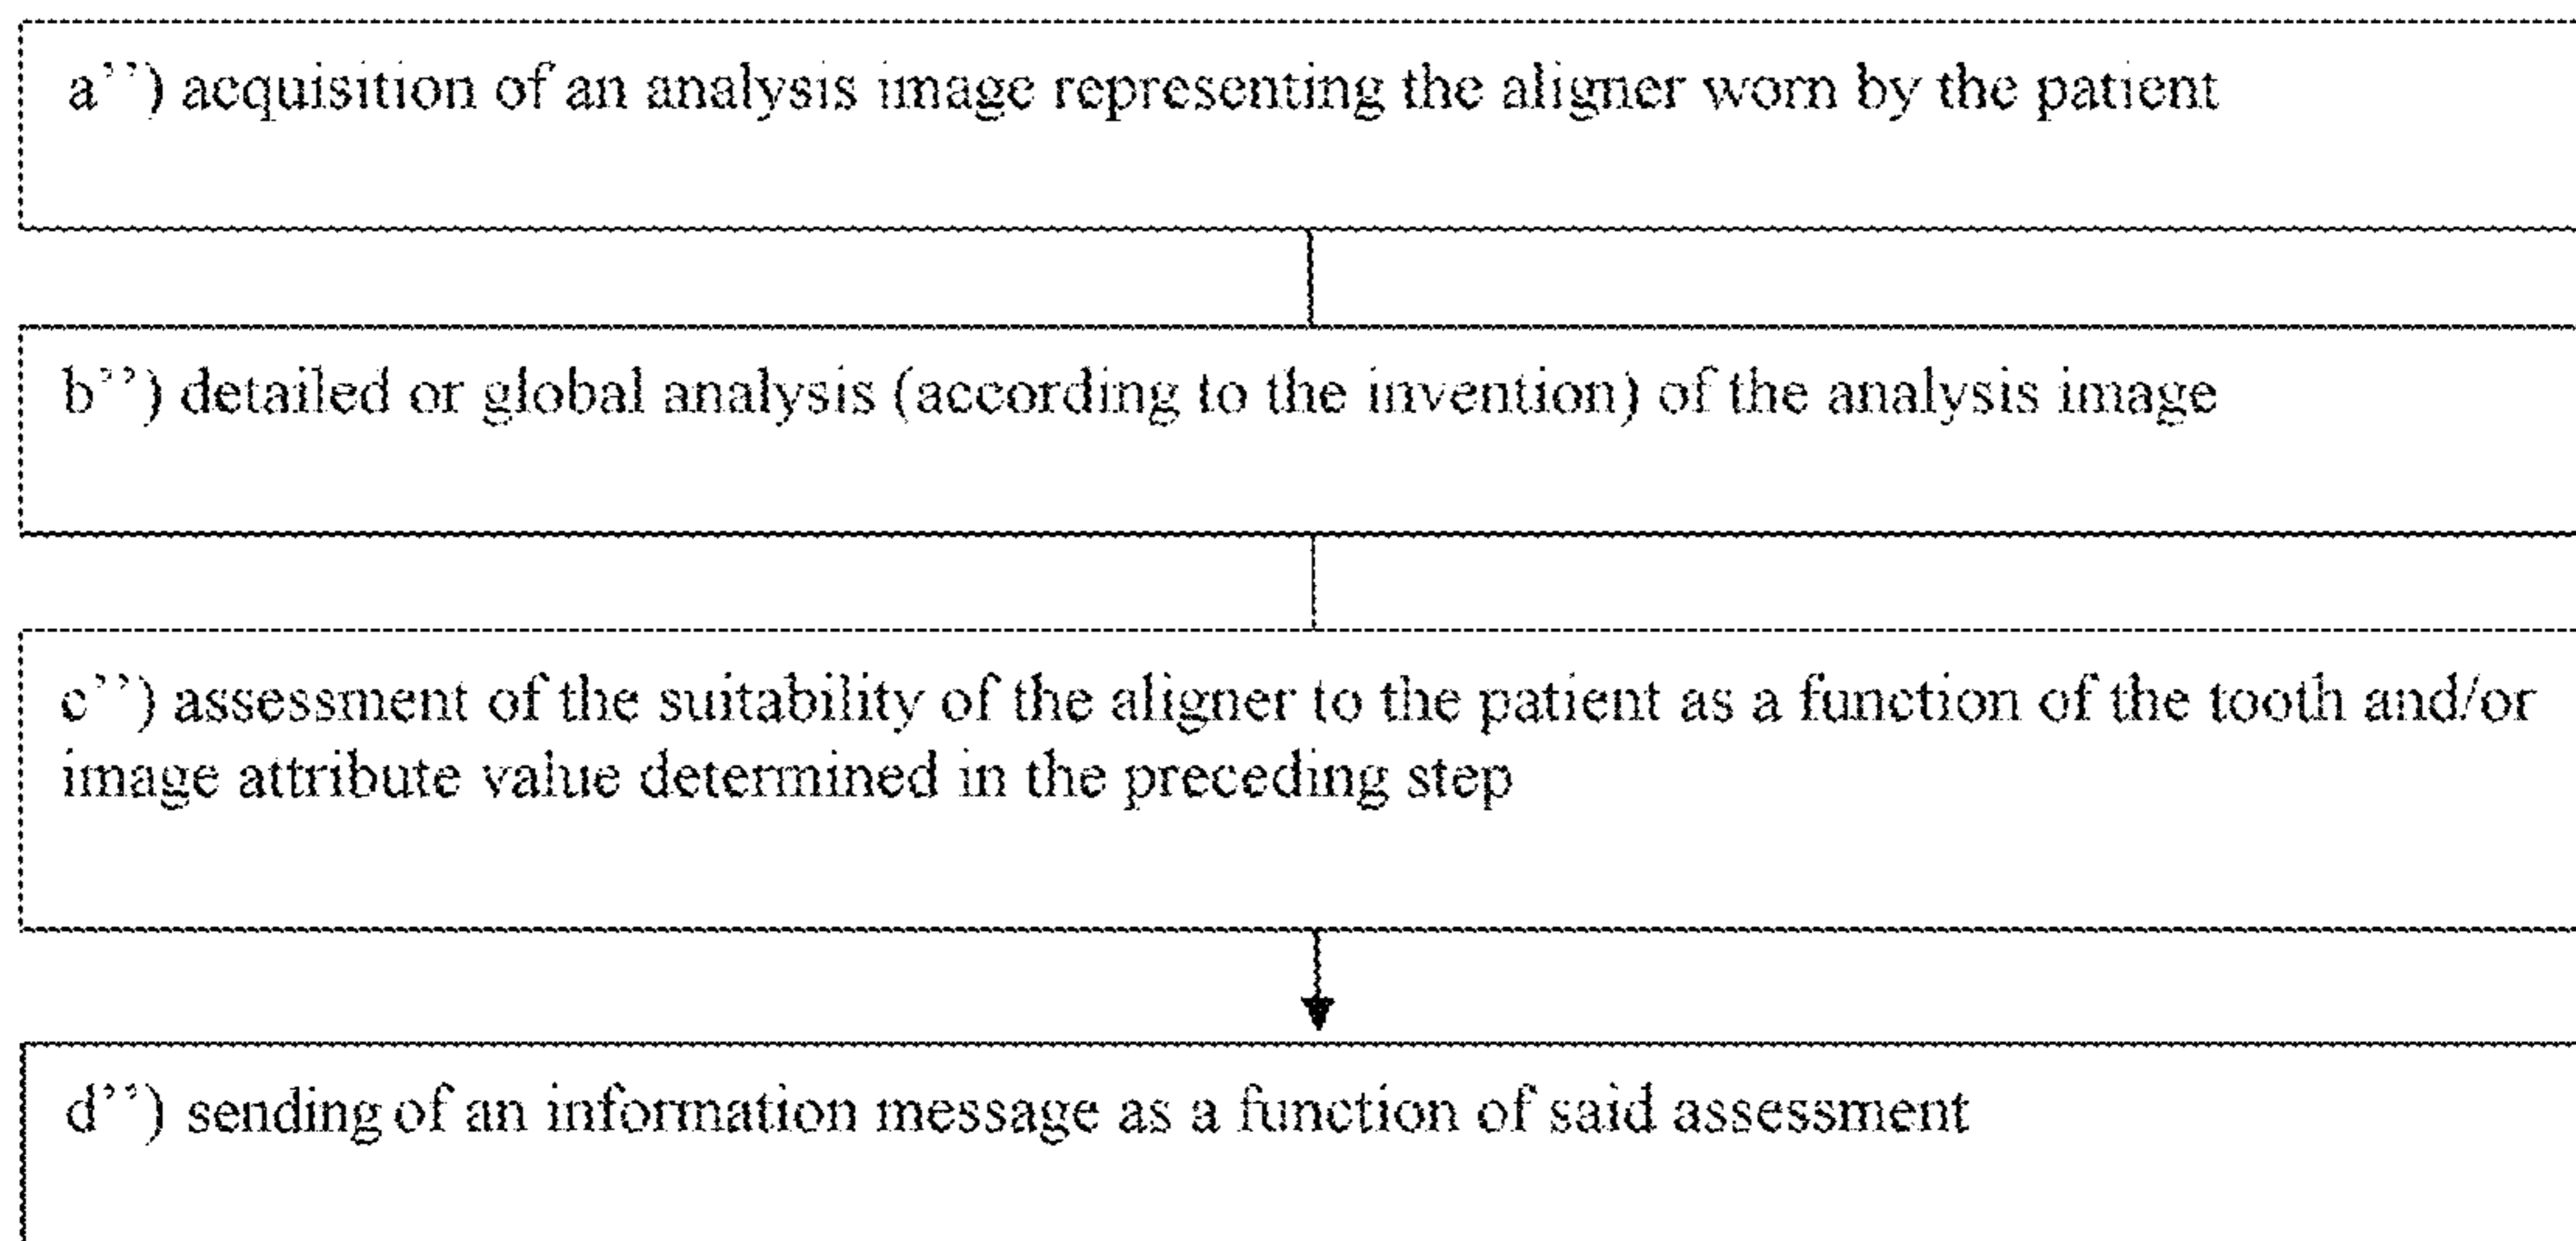 a’’) acquisition of an analysis image representing the aligner worn by the patient
b’’) detailed or global analysis (according to the invention) of the analysis image
c’’) assessment of the suitability of the aligner to the patient as a function of the tooth and/or
image attribute value determined in the preceding step
d’’) sending of an information message as a function of said assessment